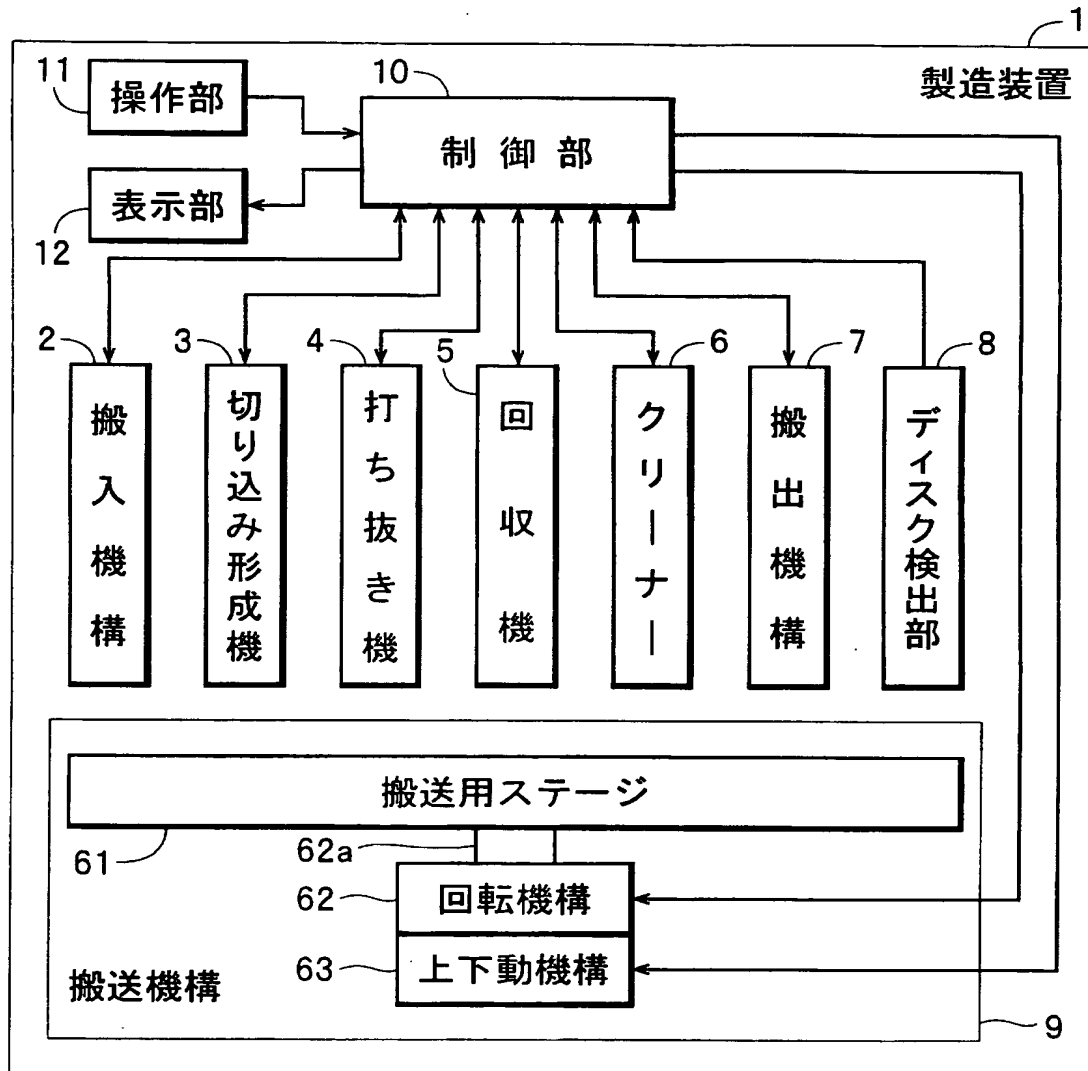 1
製造装置
11
操作部
10
制御部
12
表示部
2
搬入機構
3
切り込み形成機
4
打ち抜き機
5
回収機
6
クリーナー
7
搬出機構
8
ディスク検出部
搬送用ステージ
61
62a
62
回転機構
63
上下動機構
搬送機構
9